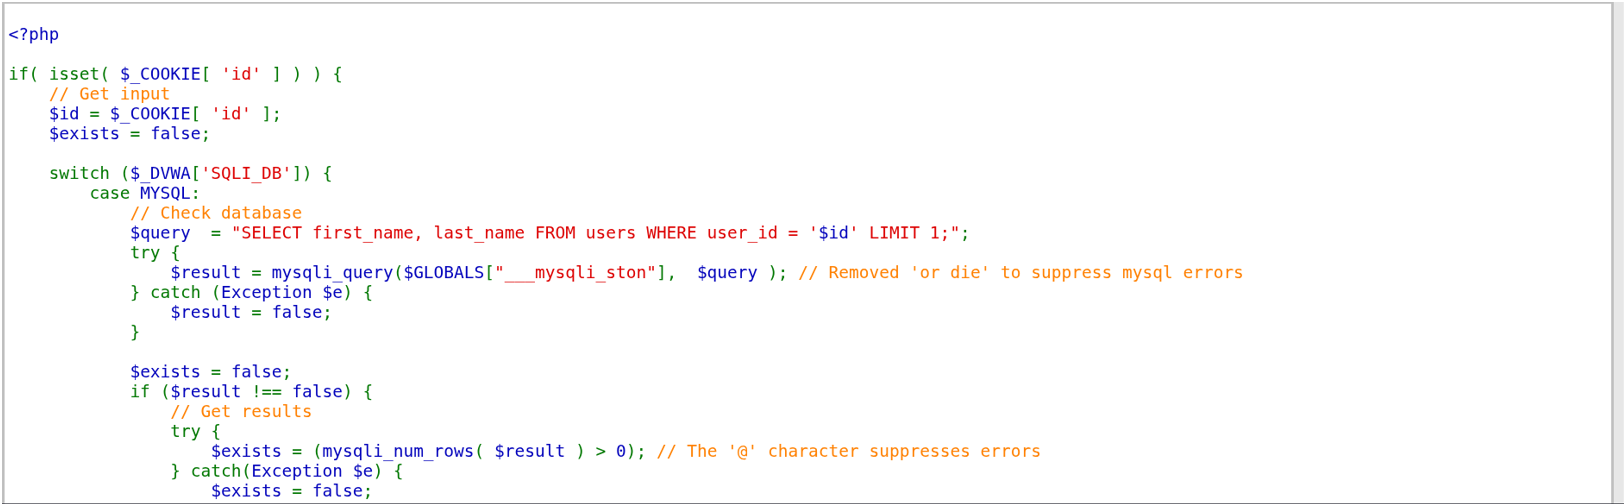 <?php

if( isset( $_COOKIE[ 'id' ] ) ) {
    // Get input
    $id = $_COOKIE[ 'id' ];
    $exists = false;

    switch ($_DVWA['SQLI_DB']) {
        case MYSQL:
            // Check database
            $query  = "SELECT first_name, last_name FROM users WHERE user_id = '$id' LIMIT 1;";
            try {
                $result = mysqli_query($GLOBALS["___mysqli_ston"],  $query ); // Removed 'or die' to suppress mysql errors
            } catch (Exception $e) {
                $result = false;
            }

            $exists = false;
            if ($result !== false) {
                // Get results
                try {
                    $exists = (mysqli_num_rows( $result ) > 0); // The '@' character suppresses errors
                } catch(Exception $e) {
                    $exists = false;